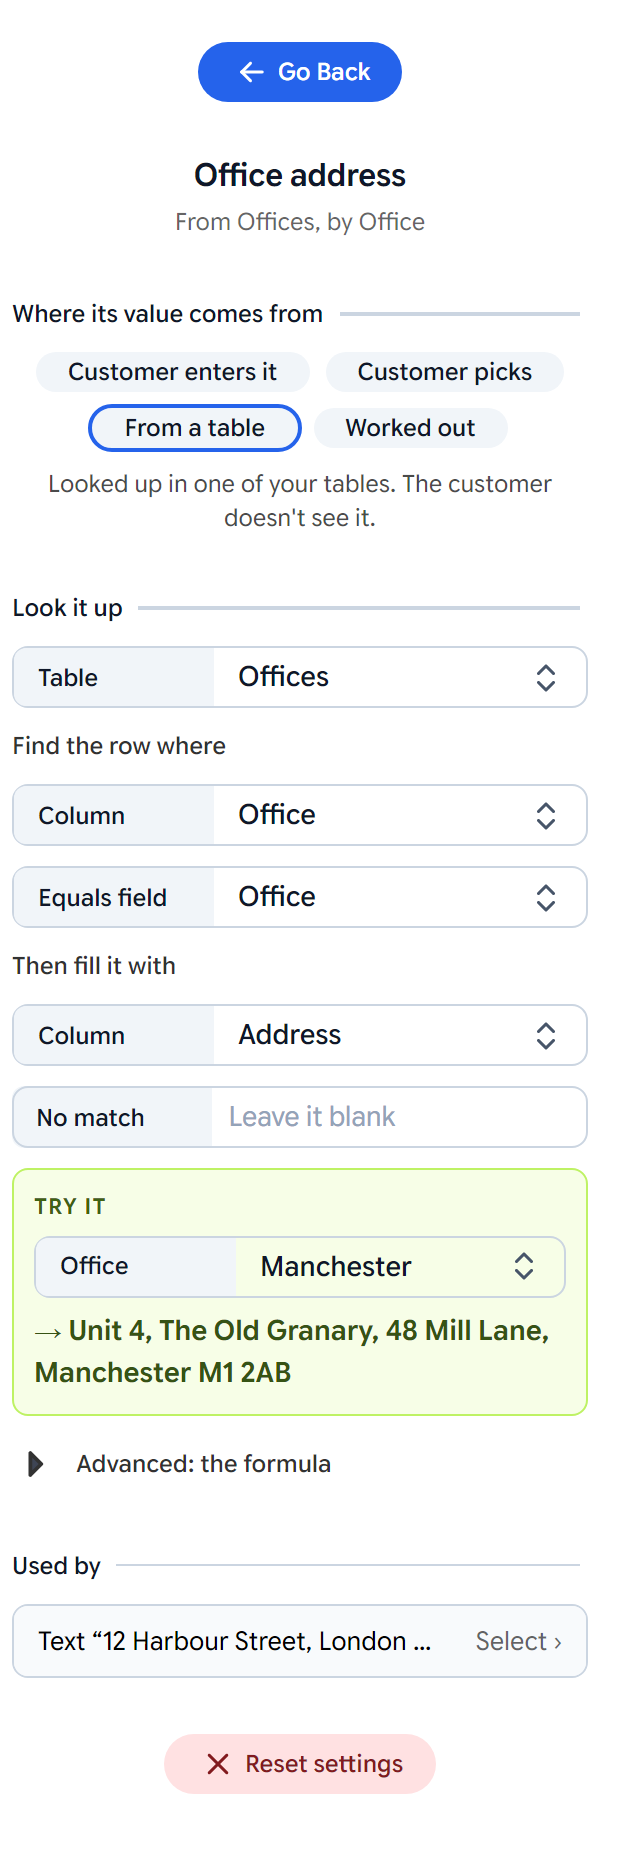 Go Back
Office address
From Offices, by Office
Where its value comes from
Customer enters it
Customer picks
From a table
Worked out
Looked up in one of your tables. The customer
doesn't see it.
Look it up
Table
Offices
Find the row where
Column
Office
Equals field
Office
Then fill it with
Column
Address
No match
Leave it blank
TRY IT
Office
Manchester
→ Unit 4, The Old Granary, 48 Mill Lane,
Manchester M1 2AB
Advanced: the formula
Used by
Text “12 Harbour Street, London ...
Select ›
Reset settings